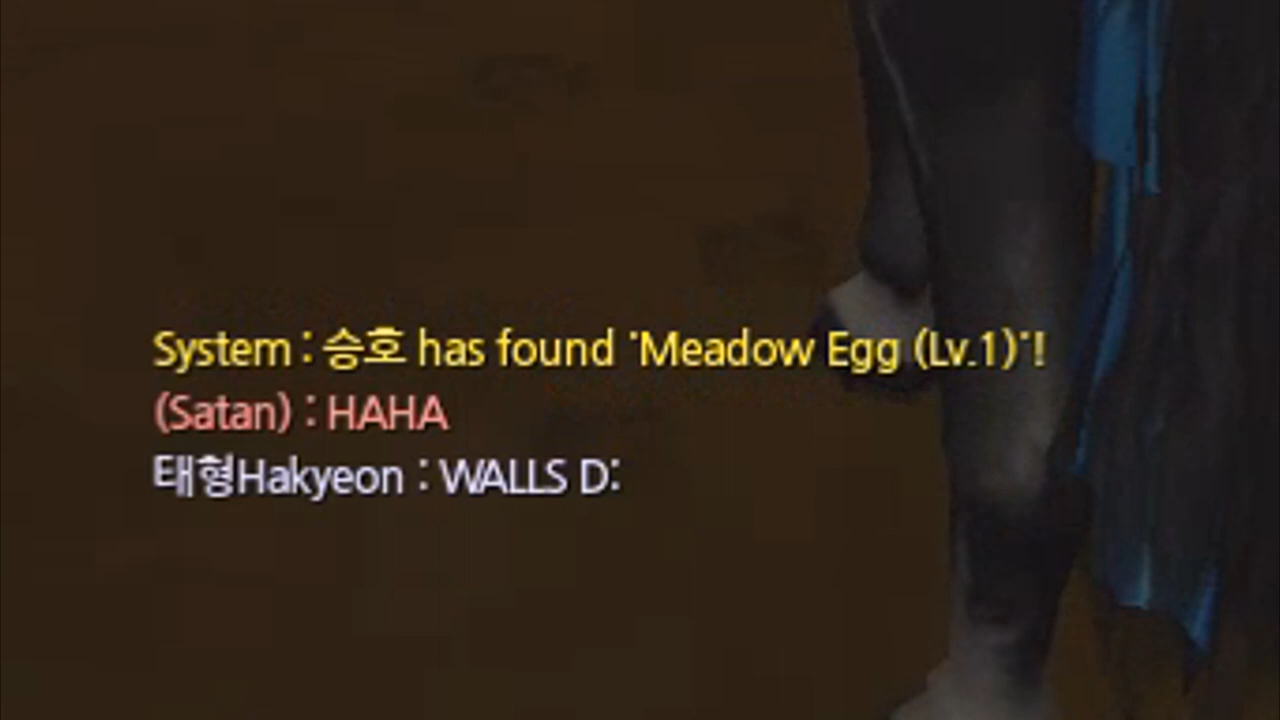 System : 승호 has found "Meadow Egg (Lv.1)"!
(Satan) : HAHA
태형Hakyeon : WALLS D: